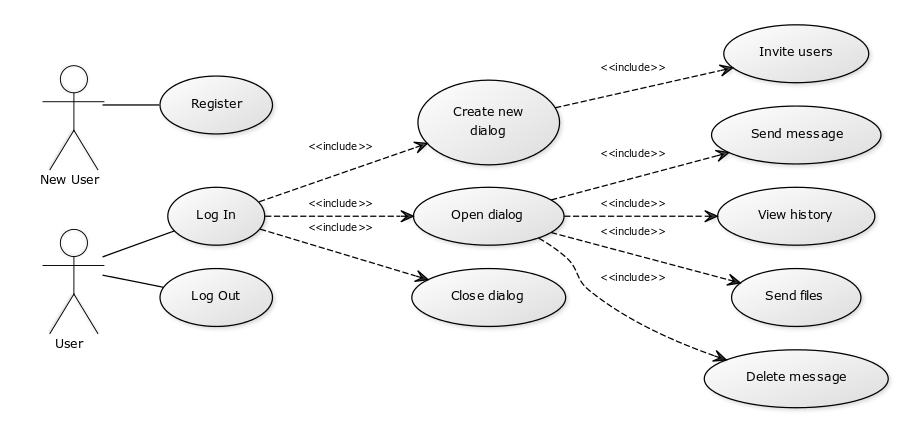 Invite users
<<include>>
Register
Create new
dialog
Send message
<<include>>
<<include>>
New User
Log In
<<include>>
Open dialog
<<include>>
View history
<<include>>
<<include>>
<<include>>
Log Out
Close dialog
Send files
User
Delete message